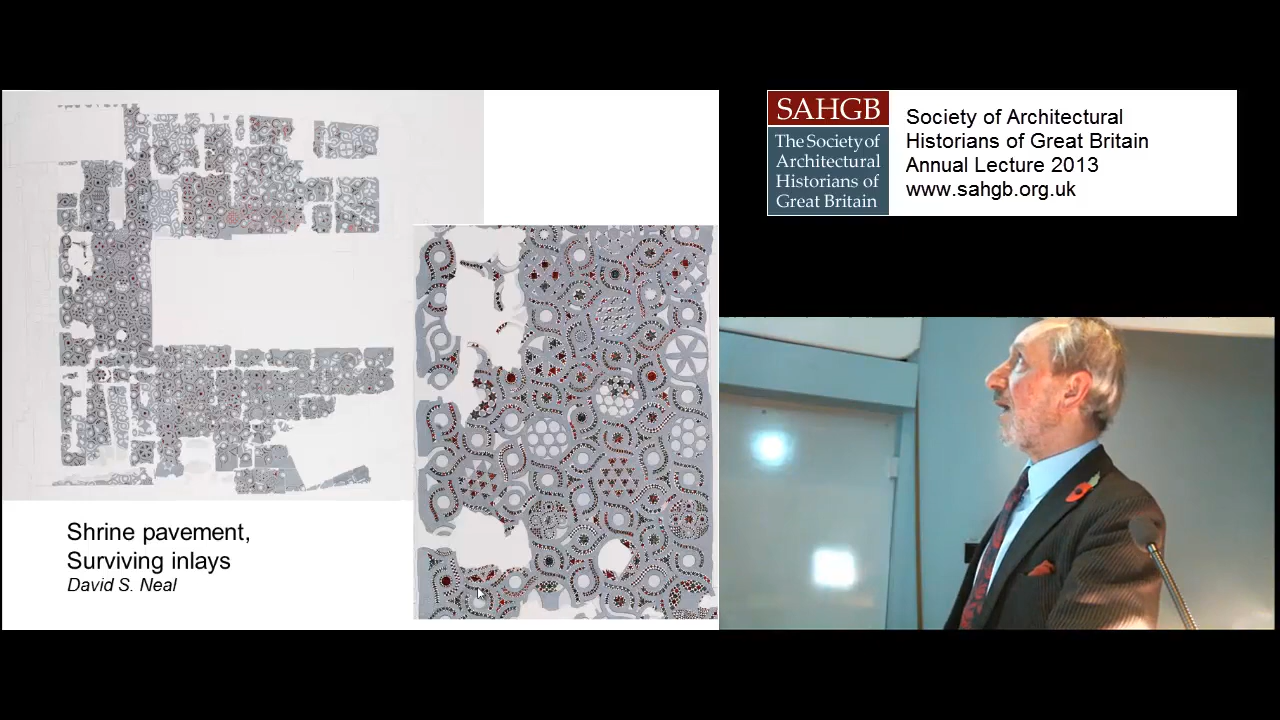 SAHGB
The Society of
Architectural
Historians of
Great Britain
Society of Architectural
Historians of Great Britain
Annual Lecture 2013
www.sahgb.org.uk
Shrine pavement,
Surviving inlays
David S. Neal